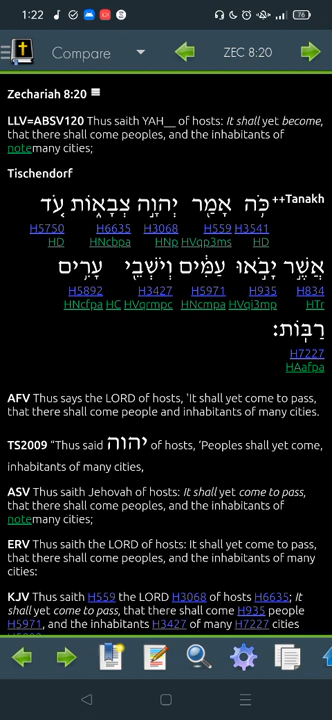 1:22
76
Compare
ZEC 8:20
Zechariah 8:20
LLV=ABSV120 Thus saith YAH__ of hosts: It shall yet become,
that there shall come peoples, and the inhabitants of
notemany cities;
Tischendorf
++Tanakh כֹּ֥ה אָמַ֖ר יְהוָ֣ה צְבָא֑וֹת עֹ֚ד
H3541 H559 H3068 H6635 H5750
HD HVqp3ms HNp HNcbpa HD
אֲשֶׁ֣ר יָבֹ֣אוּ עַמִּ֔ים וְיֹשְׁבֵ֖י עָרִ֥ים
H834 H935 H5971 H3427 H5892
HTr HVqi3mp HNcmpa HC HVqrmpc HNcfpa
רַבּֽוֹת׃
H7227
HAafpa
AFV Thus says the LORD of hosts, 'It shall yet come to pass,
that there shall come people and inhabitants of many cities.
TS2009 “Thus said יהוה of hosts, ‘Peoples shall yet come,
inhabitants of many cities,
ASV Thus saith Jehovah of hosts: It shall yet come to pass,
that there shall come peoples, and the inhabitants of
notemany cities;
ERV Thus saith the LORD of hosts: It shall yet come to pass,
that there shall come peoples, and the inhabitants of many
cities:
KJV Thus saith H559 the LORD H3068 of hosts H6635; It
shall yet come to pass, that there shall come H935 people
H5971, and the inhabitants H3427 of many H7227 cities